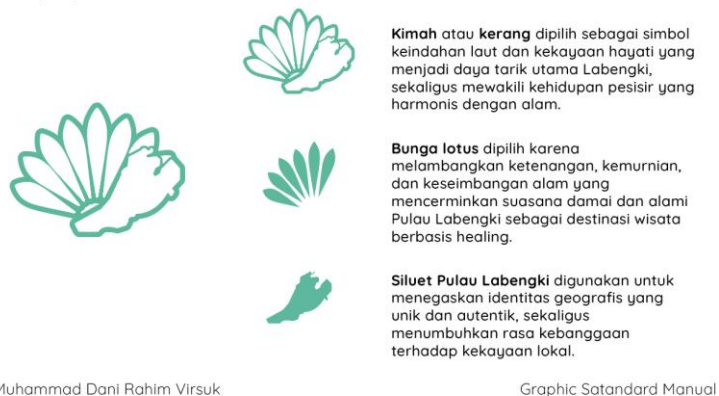 Kimah atau kerang dipilih sebagai simbol
keindahan laut dan kekayaan hayati yang
menjadi daya tarik utama Labengki,
sekaligus mewakili kehidupan pesisir yang
harmonis dengan alam.
Bunga lotus dipilih karena
melambangkan ketenangan, kemurnian,
dan keseimbangan alam yang
mencerminkan suasana damai dan alami
Pulau Labengki sebagai destinasi wisata
berbasis healing.
Siluet Pulau Labengki digunakan untuk
menegaskan identitas geografis yang
unik dan autentik, sekaligus
menumbuhkan rasa kebanggaan
terhadap kekayaan lokal.
Muhammad Dani Rahim Virsuk
Graphic Satandard Manual